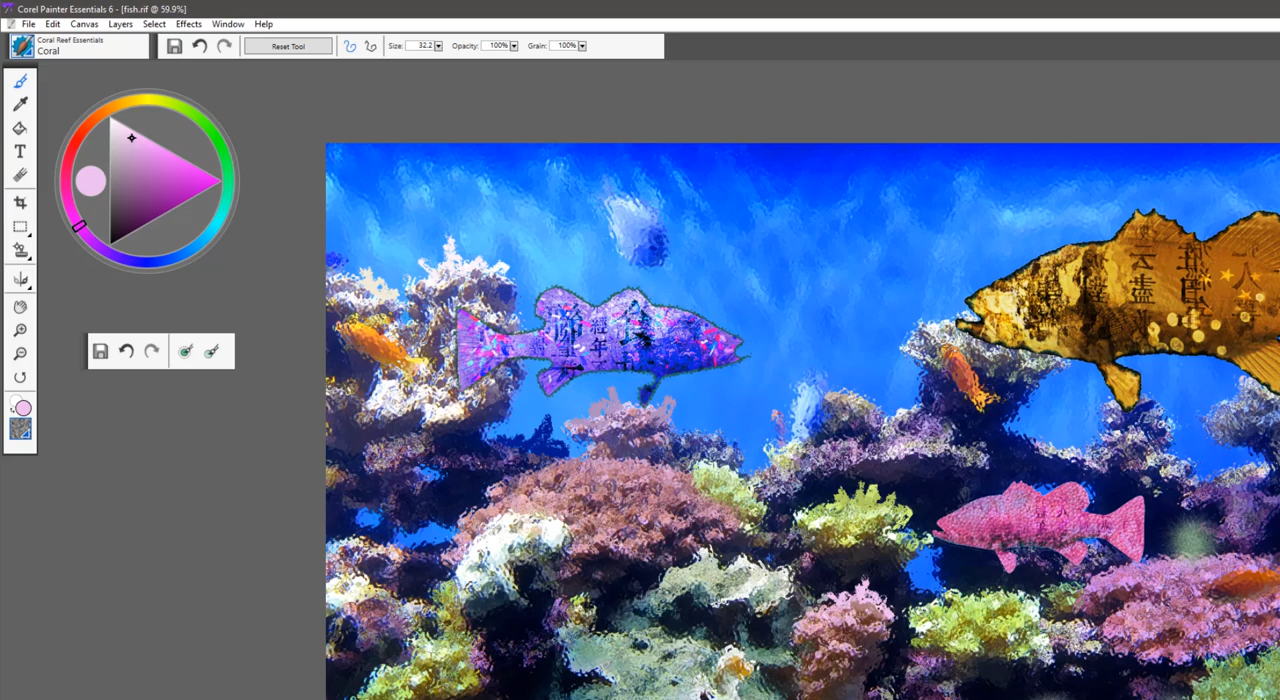 Corel Painter Essentials 6 - [fish.rif @ 59.9%]
File Edit Canvas Layers Select Effects Window Help
Coral Reef Essentials
Coral
Reset Tool
Size: 32.2
Opacity: 100%
Grain: 100%
T
年